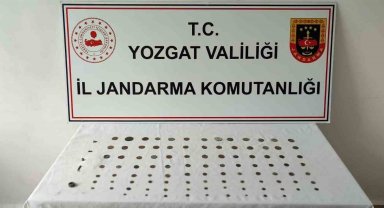 T.C.
YOZGAT VALİLİĞİ
İL JANDARMA KOMUTANLIĞI